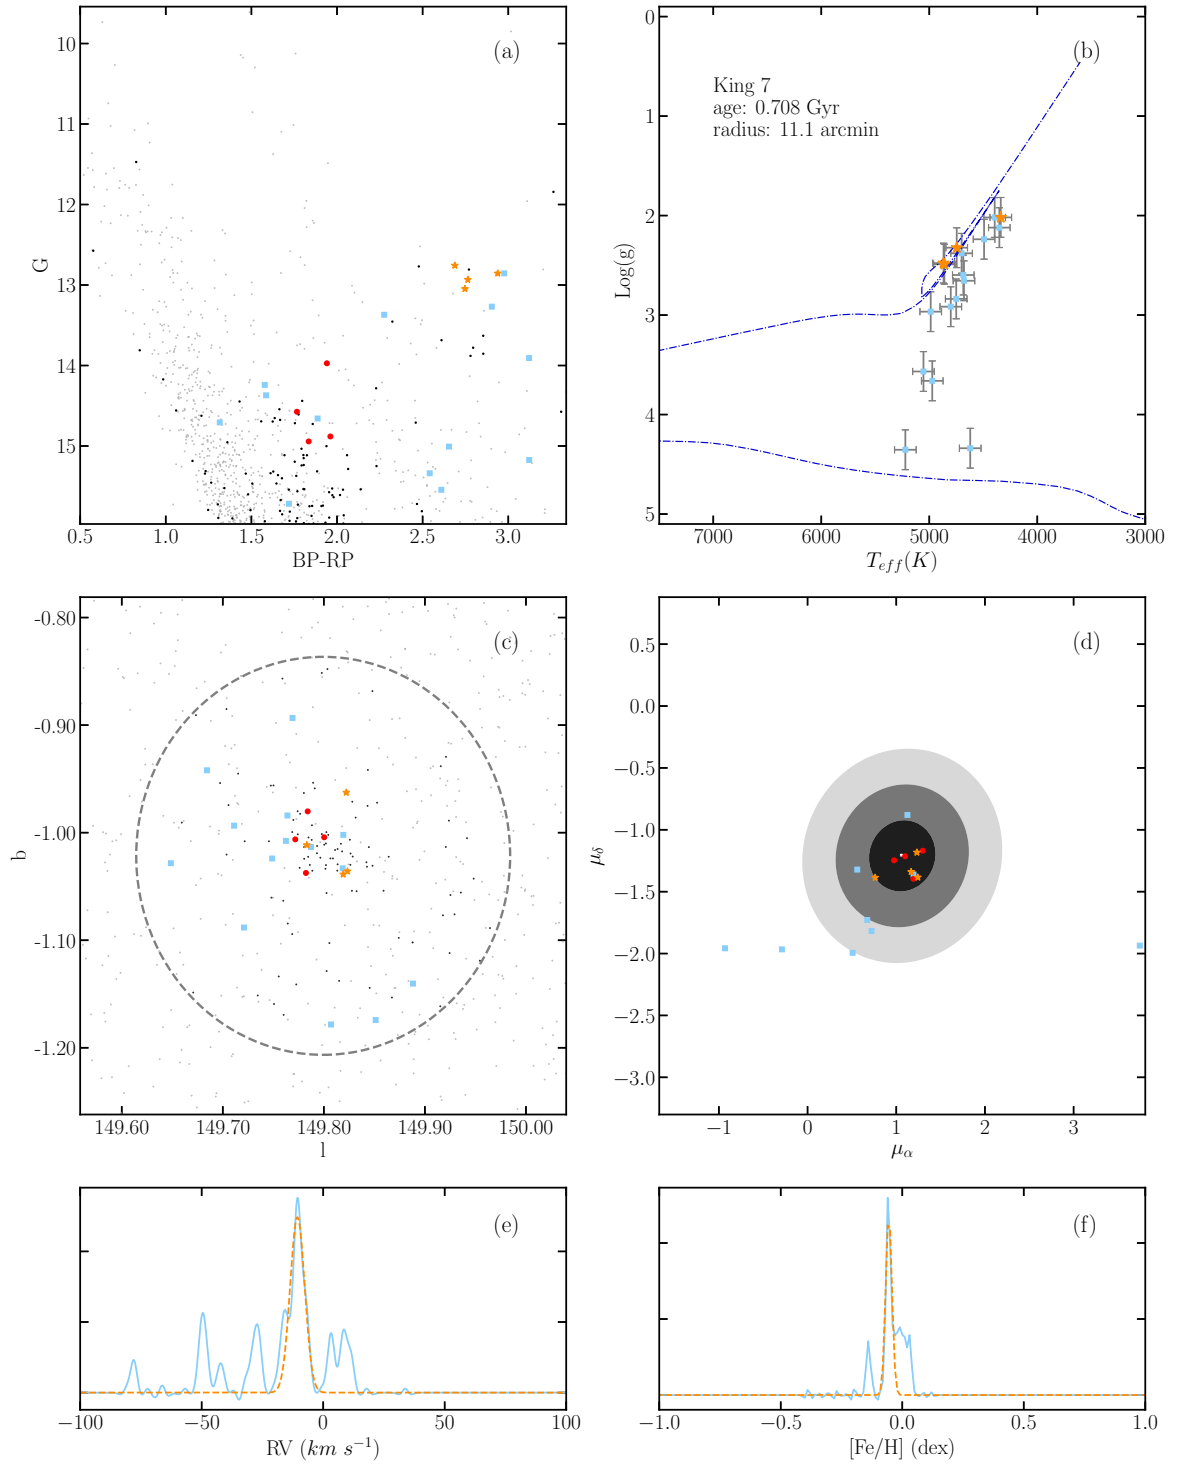 (a)
10
11
12
13
14
15
G
0.5 1.0 1.5 2.0 2.5 3.0
BP-RP
(b)
King 7
age: 0.708 Gyr
radius: 11.1 arcmin
0
1
2
3
4
5
Log(g)
7000 6000 5000 4000 3000
T_{eff}(K)
(c)
-0.80
-0.90
-1.00
-1.10
-1.20
b
149.60 149.70 149.80 149.90 150.00
l
(d)
0.5
0.0
−0.5
−1.0
−1.5
−2.0
−2.5
−3.0
μ_δ
−1 0 1 2 3
μ_α
(e)
−100 −50 0 50 100
RV (km s^{−1})
(f)
−1.0 −0.5 0.0 0.5 1.0
[Fe/H] (dex)